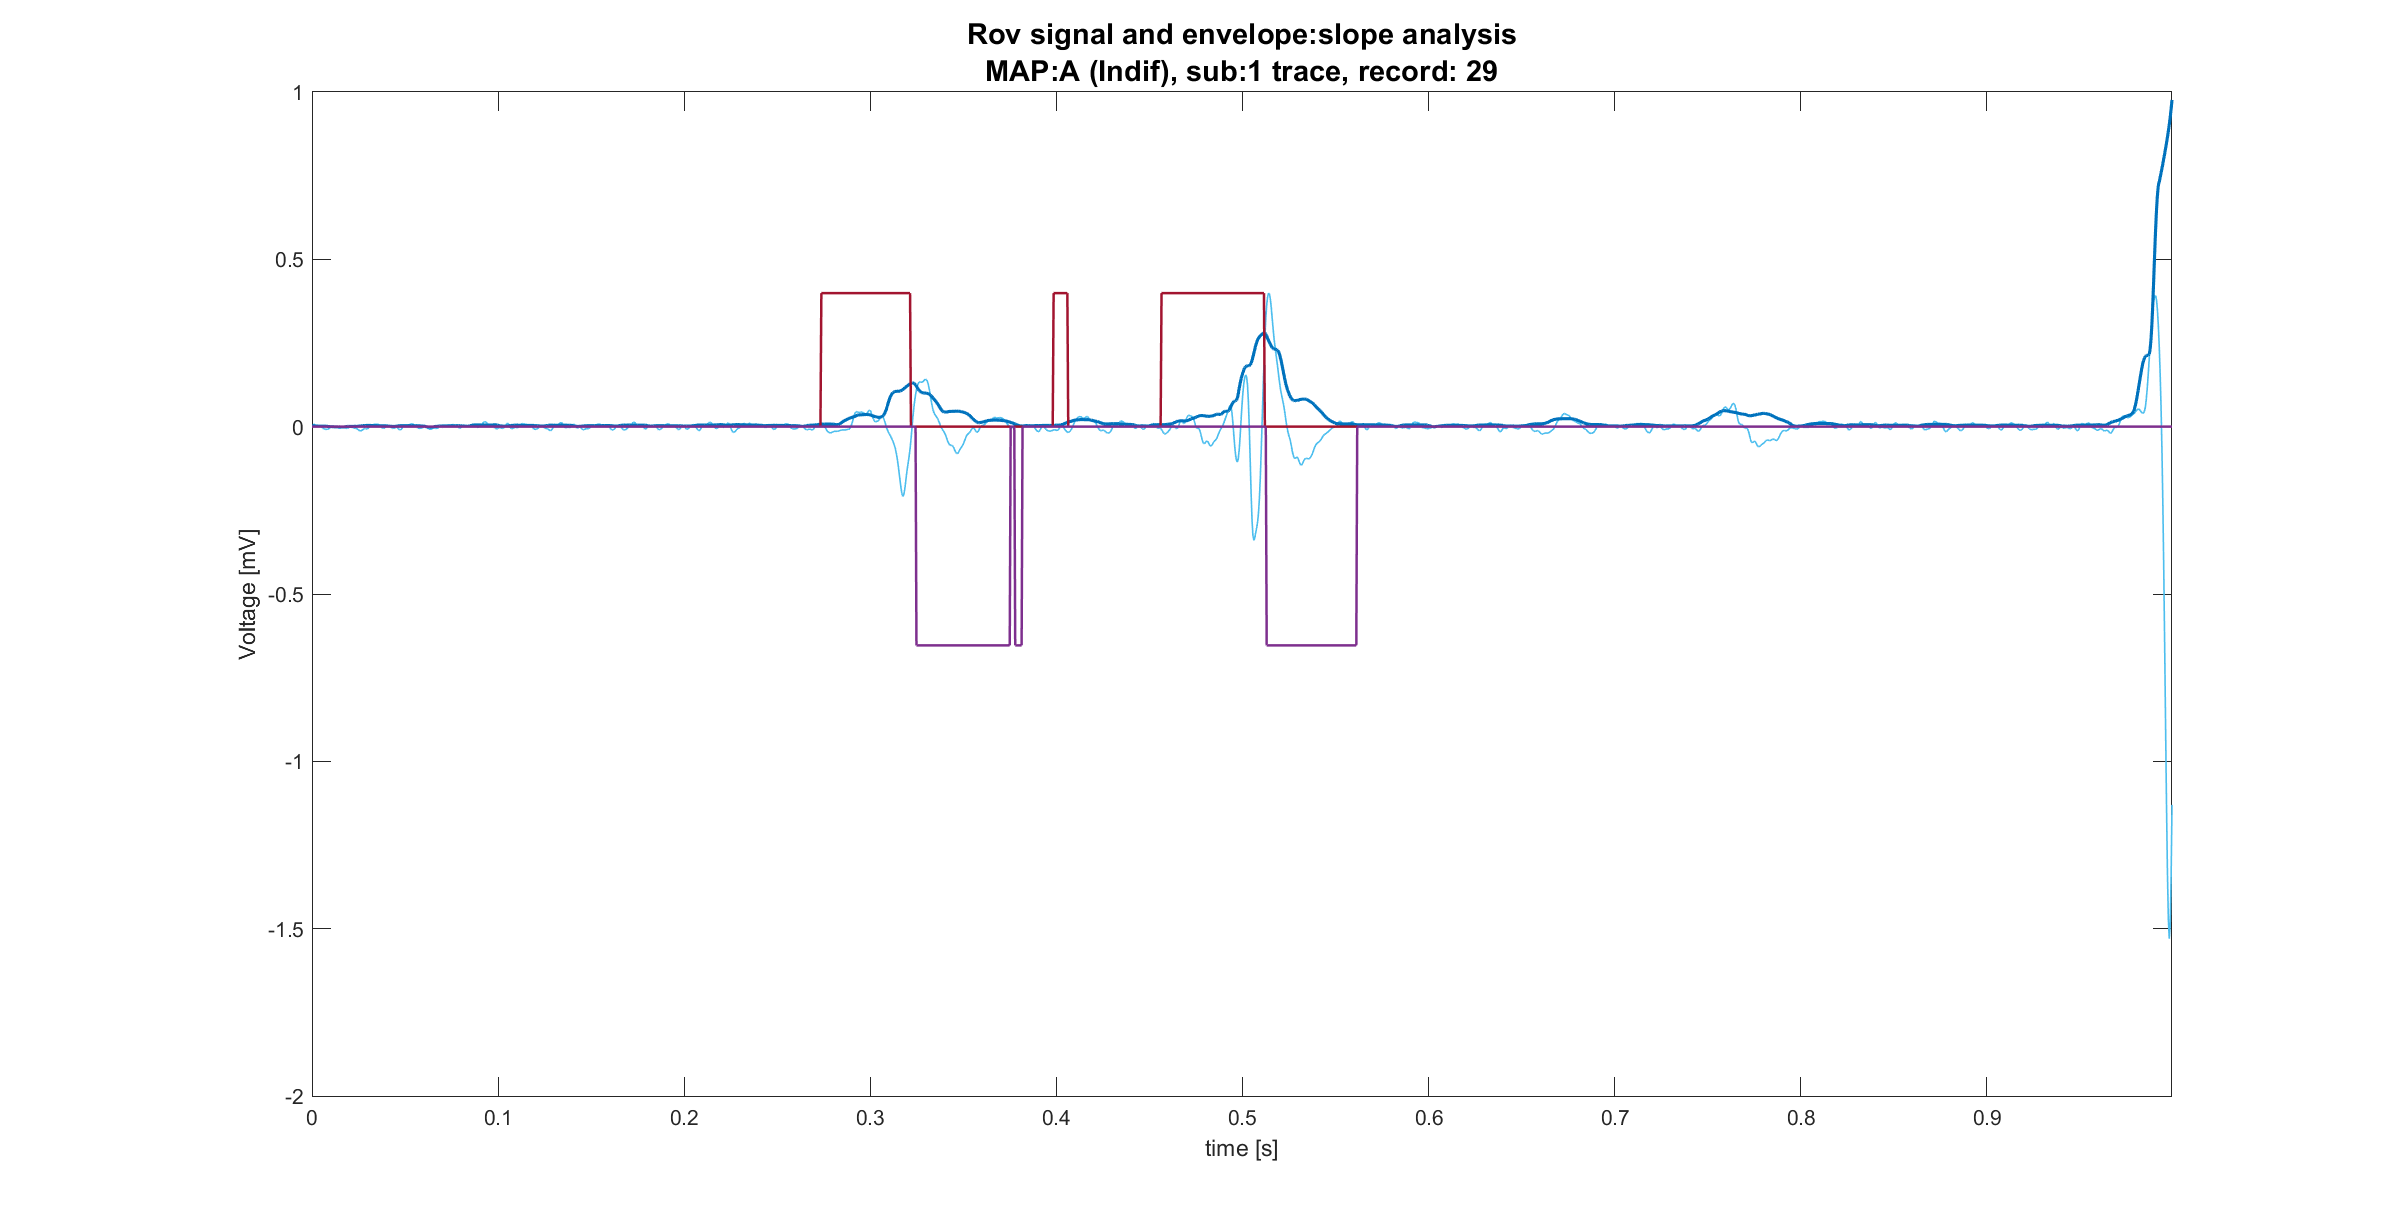 Rov signal and envelope:slope analysis
MAP:A (Indif), sub:1 trace, record: 29
1
0.5
0
-0.5
-1
-1.5
-2
Voltage [mV]
0 0.1 0.2 0.3 0.4 0.5 0.6 0.7 0.8 0.9
time [s]